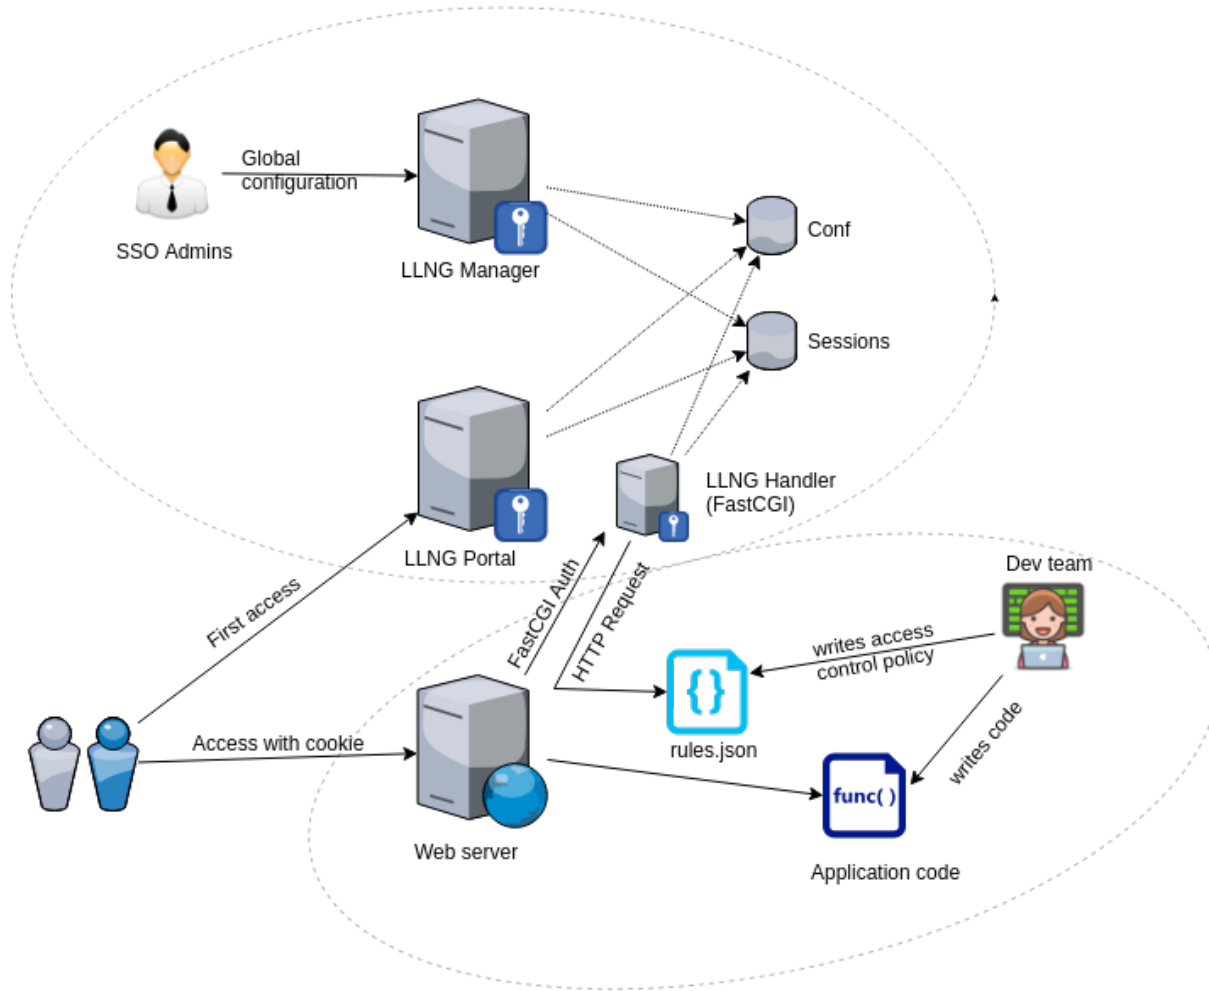 Global
configuration
SSO Admins
LLNG Manager
Conf
Sessions
LLNG Handler
(FastCGI)
LLNG Portal
First access
FastCGI Auth
HTTP Request
Dev team
writes access
control policy
{}
rules.json
writes code
Access with cookie
func()
Web server
Application code